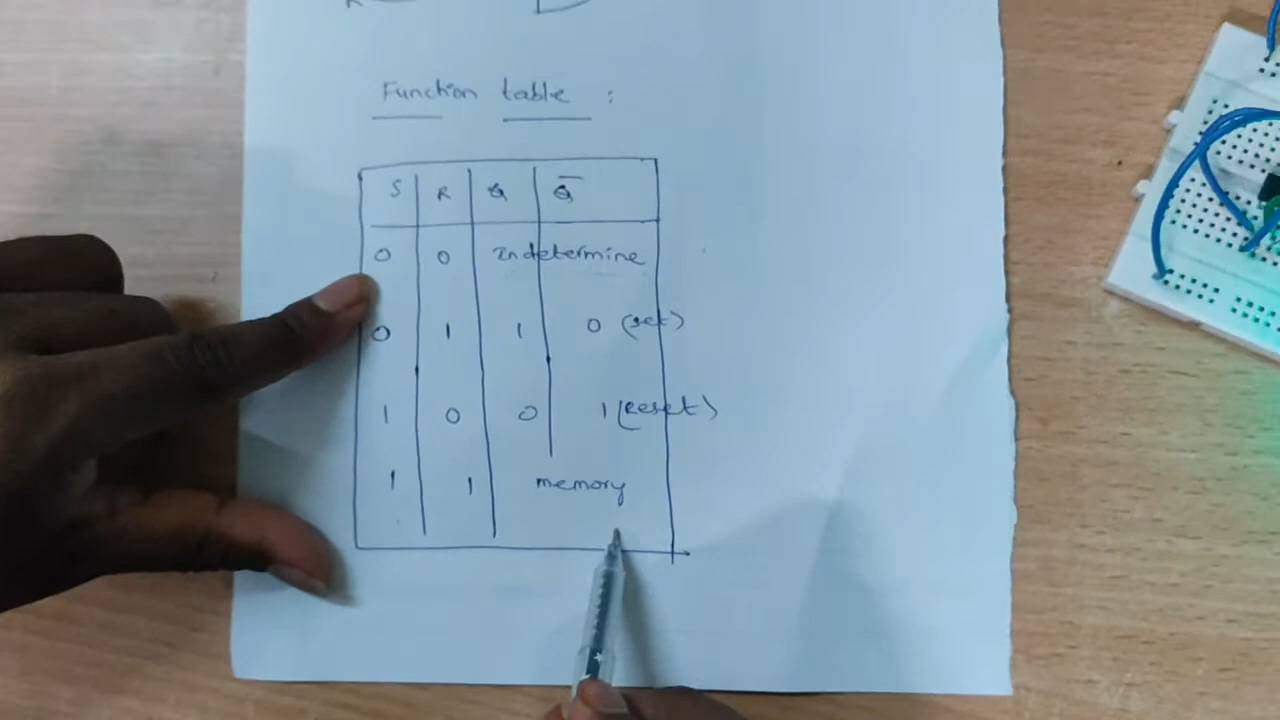 Function table :
S R Q Q̅
0 0 Indetermine
0 1 1 0 (set)
1 0 0 1 (Reset)
1 1 memory